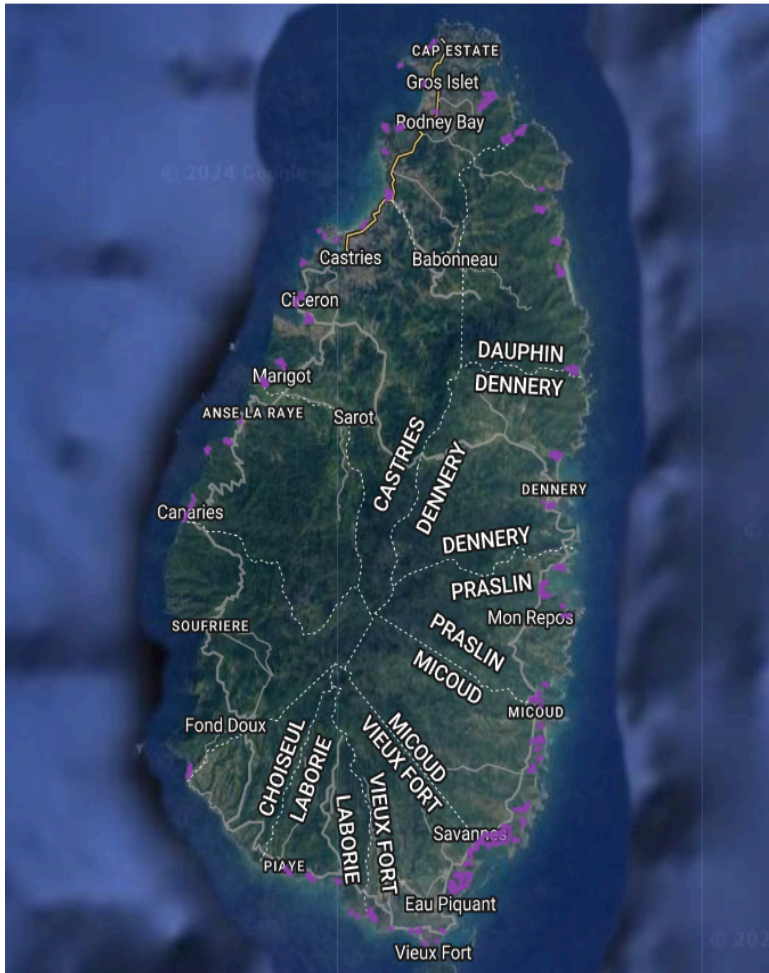 CAP ESTATE
Gros Islet
Rodney Bay
© 2024 Google
Castries
Babonneau
Ciceron
DAUPHIN
DENNERY
Marigot
ANSE LA RAYE
Sarot
CASTRIES
DENNERY
DENNERY
Canaries
DENNERY
PRASLIN
Mon Repos
SOUFRIERE
PRASLIN
MICOUD
MICOUD
Fond Doux
CHOISEUL
LABORIE
MICOUD
VIEUX FORT
LABORIE
VIEUX FORT
Savannes
PIAYE
Eau Piquant
Vieux Fort